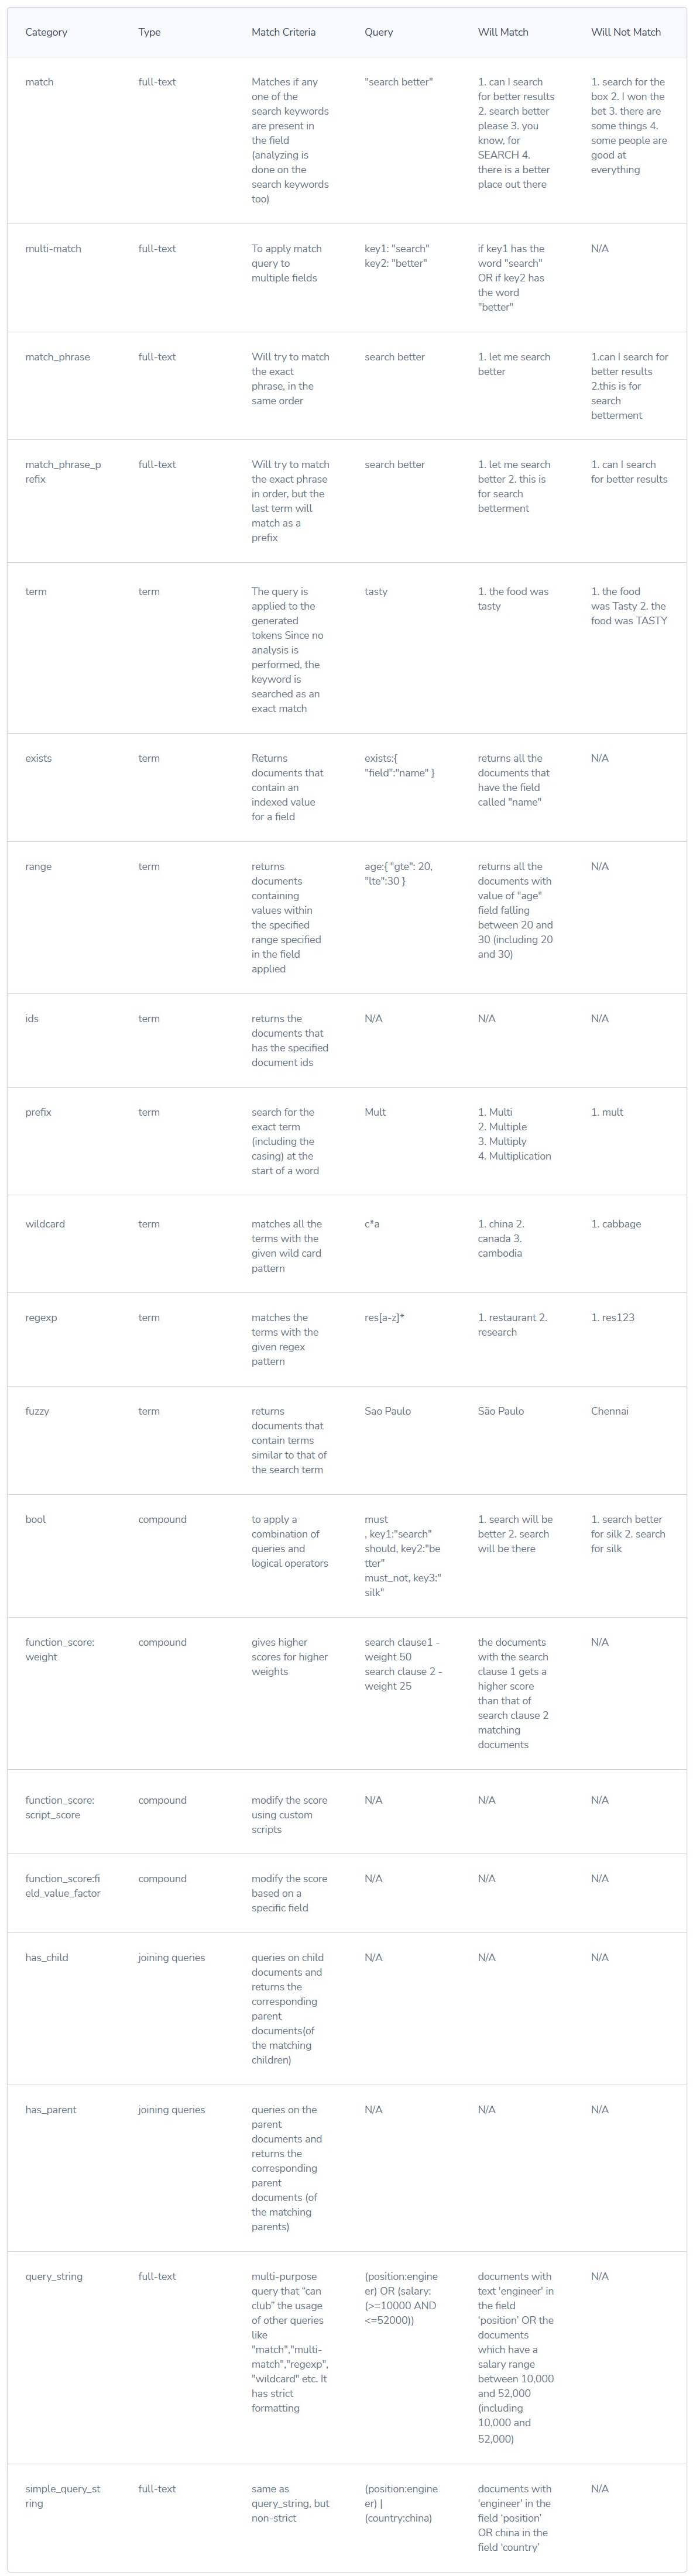 Category Type Match Criteria Query Will Match Will Not Match
match full-text Matches if any "search better" 1. can I search 1. search for the
one of the for better results box 2. I won the
search keywords 2. search better bet 3. there are
are present in please 3. you some things 4.
the field know, for some people are
(analyzing is SEARCH 4. good at
done on the there is a better everything
search keywords place out there
too)
multi-match full-text To apply match key1: "search" if key1 has the N/A
query to key2: "better" word "search"
multiple fields OR if key2 has
the word
"better"
match_phrase full-text Will try to match search better 1. let me search 1.can I search for
the exact better better results
phrase, in the 2.this is for
same order search
betterment
match_phrase_p full-text Will try to match search better 1. let me search 1. can I search
refix the exact phrase better 2. this is for better results
in order, but the for search
last term will betterment
match as a
prefix
term term The query is tasty 1. the food was 1. the food
applied to the tasty was Tasty 2. the
generated food was TASTY
tokens Since no
analysis is
performed, the
keyword is
searched as an
exact match
exists term Returns exists:{ returns all the N/A
documents that "field":"name" } documents that
contain an have the field
indexed value called "name"
for a field
range term returns age:{ "gte": 20, returns all the N/A
documents "lte":30 } documents with
containing value of "age"
values within field falling
the specified between 20 and
range specified 30 (including 20
in the field and 30)
applied
ids term returns the N/A N/A N/A
documents that
has the specified
document ids
prefix term search for the Mult 1. Multi 1. mult
exact term 2. Multiple
(including the 3. Multiply
casing) at the 4. Multiplication
start of a word
wildcard term matches all the c*a 1. china 2. 1. cabbage
terms with the canada 3.
given wild card cambodia
pattern
regexp term matches the res[a-z]* 1. restaurant 2. 1. res123
terms with the research
given regex
pattern
fuzzy term returns Sao Paulo São Paulo Chennai
documents that
contain terms
similar to that of
the search term
bool compound to apply a must 1. search will be 1. search better
combination of , key1:"search" better 2. search for silk 2. search
queries and should, key2:"be will be there for silk
logical operators tter"
must_not, key3:"
silk"
function_score: compound gives higher search clause1 - the documents N/A
weight scores for higher weight 50 with the search
weights search clause 2 - clause 1 gets a
weight 25 higher score
than that of
search clause 2
matching
documents
function_score: compound modify the score N/A N/A N/A
script_score using custom
scripts
function_score:fi compound modify the score N/A N/A N/A
eld_value_factor based on a
specific field
has_child joining queries queries on child N/A N/A N/A
documents and
returns the
corresponding
parent
documents(of
the matching
children)
has_parent joining queries queries on the N/A N/A N/A
parent
documents and
returns the
corresponding
parent
documents (of
the matching
parents)
query_string full-text multi-purpose (position:engine documents with N/A
query that “can er) OR (salary: text 'engineer' in
club” the usage (>=10000 AND the field
of other queries <=52000)) ‘position’ OR the
like documents
"match","multi- which have a
match","regexp", salary range
"wildcard" etc. It between 10,000
has strict and 52,000
formatting (including
10,000 and
52,000)
simple_query_st full-text same as (position:engine documents with N/A
ring query_string, but er) | 'engineer' in the
non-strict (country:china) field ‘position’
OR china in the
field ‘country’